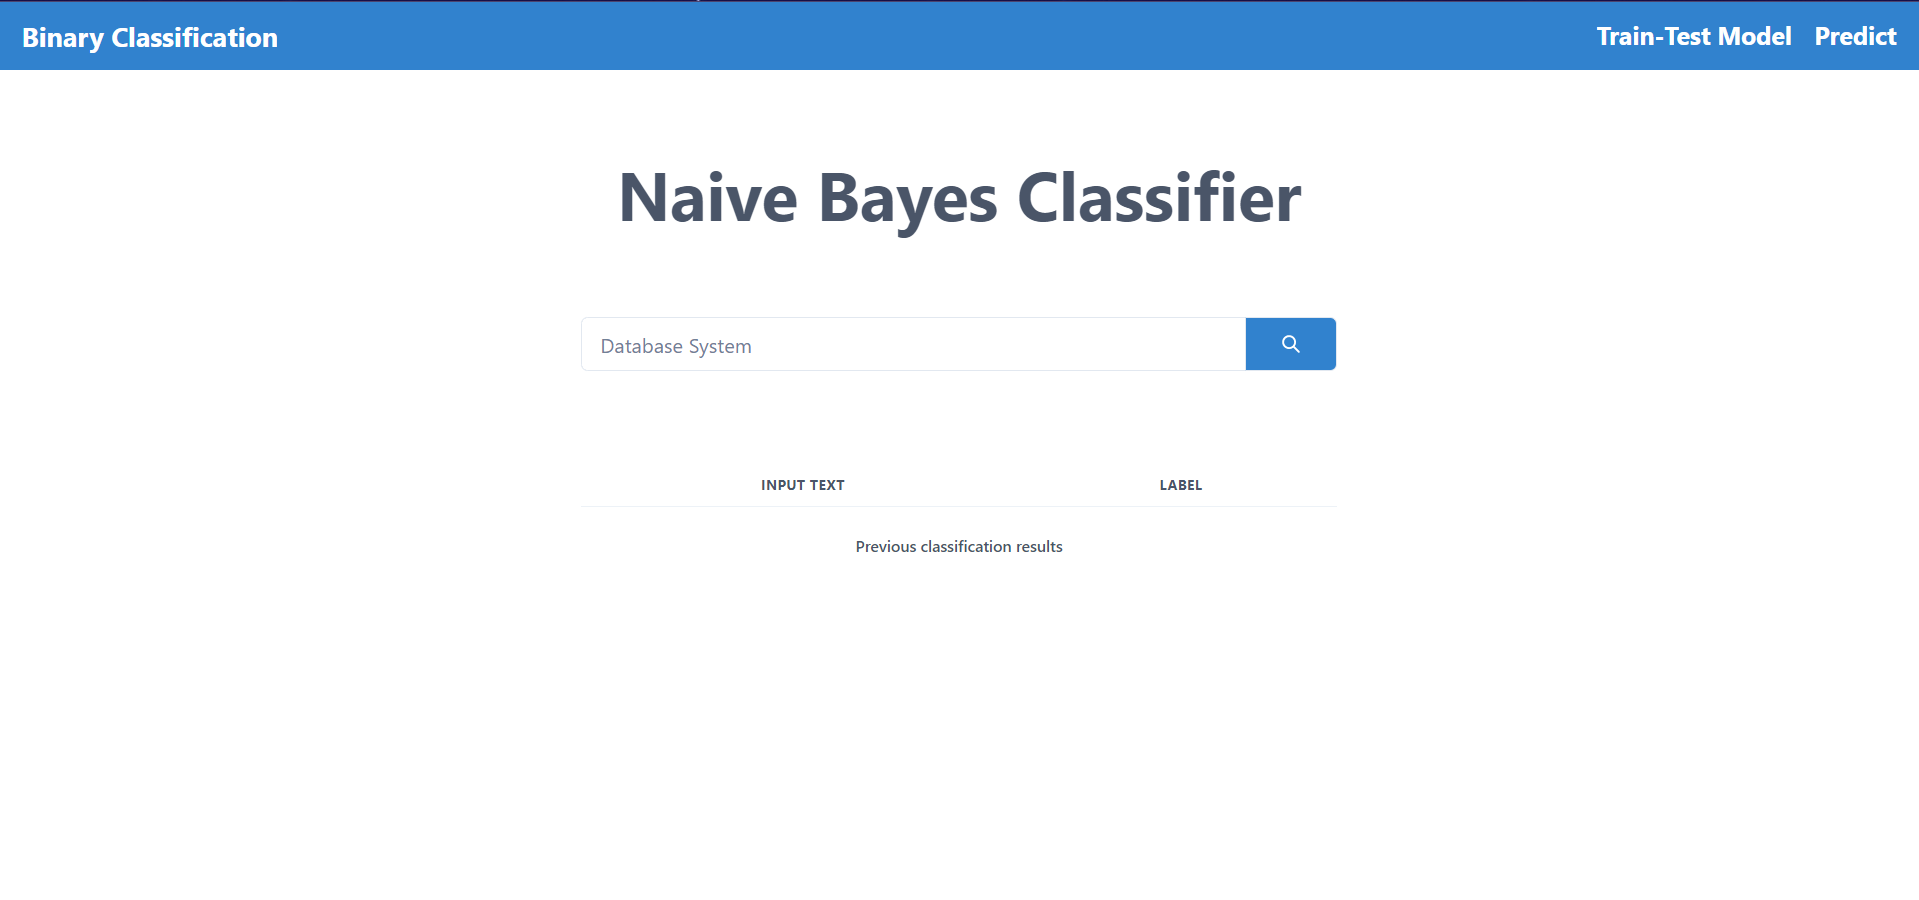 Binary Classification
Train-Test Model Predict
Naive Bayes Classifier
Database System
INPUT TEXT LABEL
Previous classification results